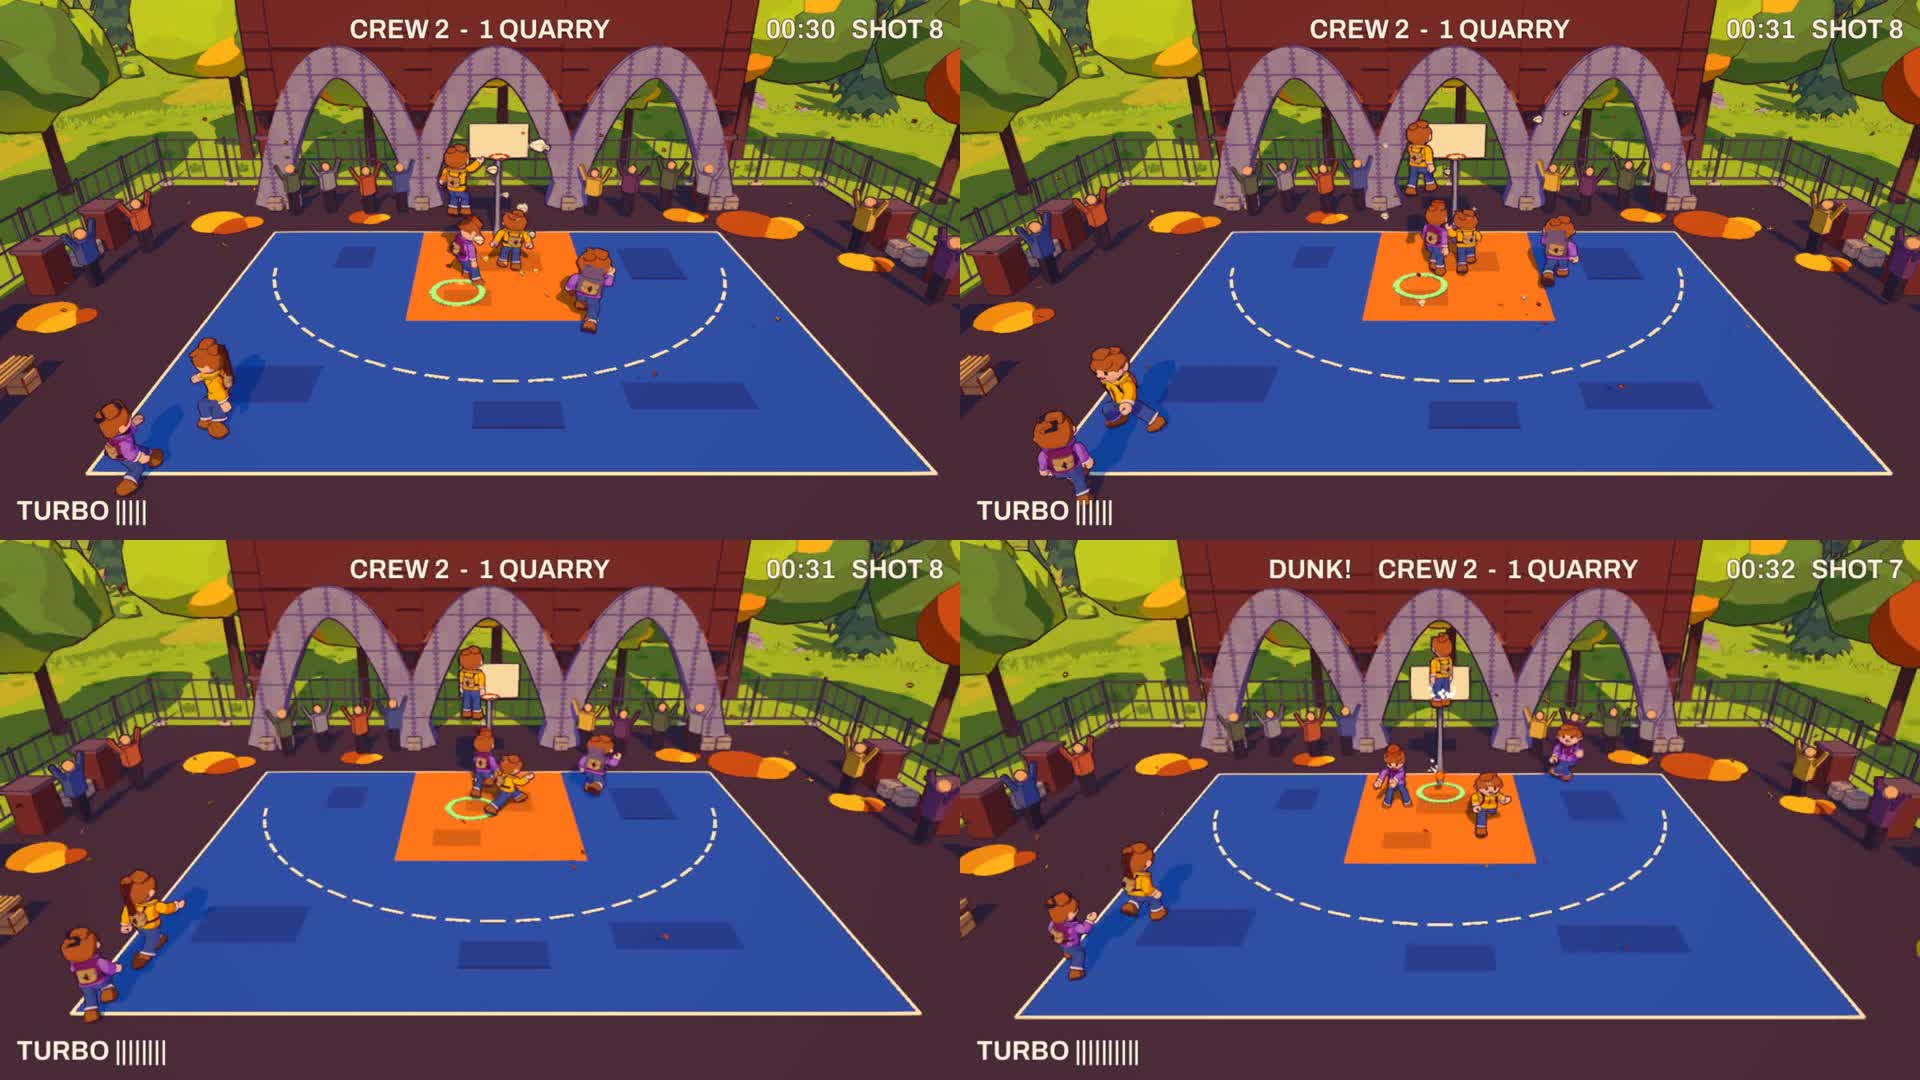 CREW 2 - 1 QUARRY 00:30 SHOT 8
TURBO |||||
CREW 2 - 1 QUARRY 00:31 SHOT 8
TURBO ||||||
CREW 2 - 1 QUARRY 00:31 SHOT 8
TURBO ||||||||
DUNK! CREW 2 - 1 QUARRY 00:32 SHOT 7
TURBO ||||||||||